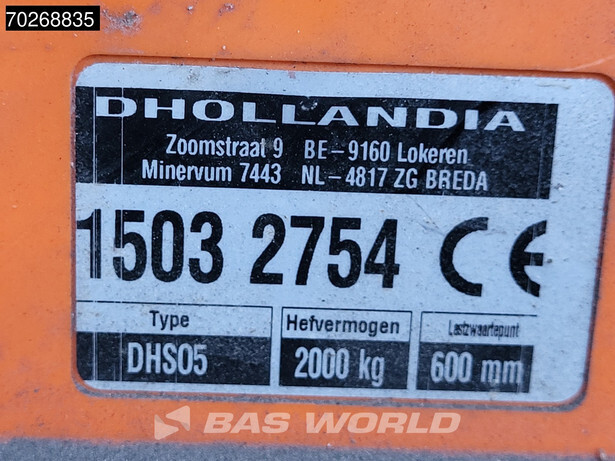 70268835
DHOLLANDIA
Zoomstraat 9 BE-9160 Lokeren
Minervum 7443 NL-4817 ZG BREDA
1503 2754 CE
Type Hefvermogen Lastzwaartepunt
DHS05 2000 kg 600 mm
BAS WORLD